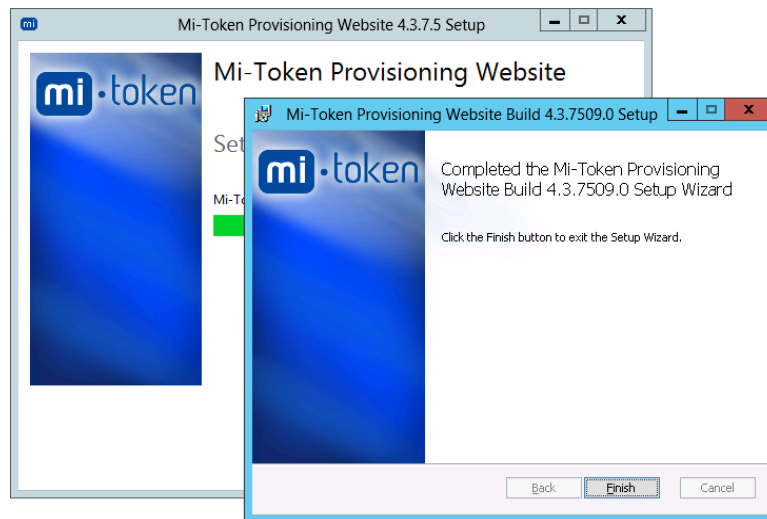 mi
Mi-Token Provisioning Website 4.3.7.5 Setup
mi·token
Mi-Token Provisioning Website
Set
Mi-To
Mi-Token Provisioning Website Build 4.3.7509.0 Setup
x
x
mi·token
Completed the Mi-Token Provisioning
Website Build 4.3.7509.0 Setup Wizard
Click the Finish button to exit the Setup Wizard.
Back
Finish
Cancel